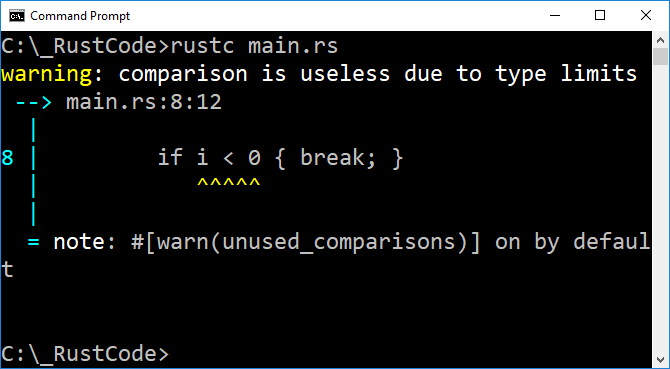 Command Prompt
C:\_RustCode>rustc main.rs
warning: comparison is useless due to type limits
 --> main.rs:8:12
  |
8 |         if i < 0 { break; }
  |            ^^^^^
  |
  = note: #[warn(unused_comparisons)] on by defaul
t
C:\_RustCode>